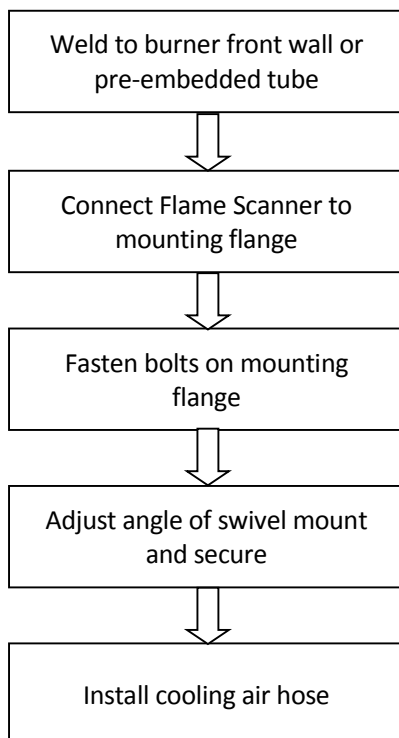 Weld to burner front wall or
pre-embedded tube
Connect Flame Scanner to
mounting flange
Fasten bolts on mounting
flange
Adjust angle of swivel mount
and secure
Install cooling air hose